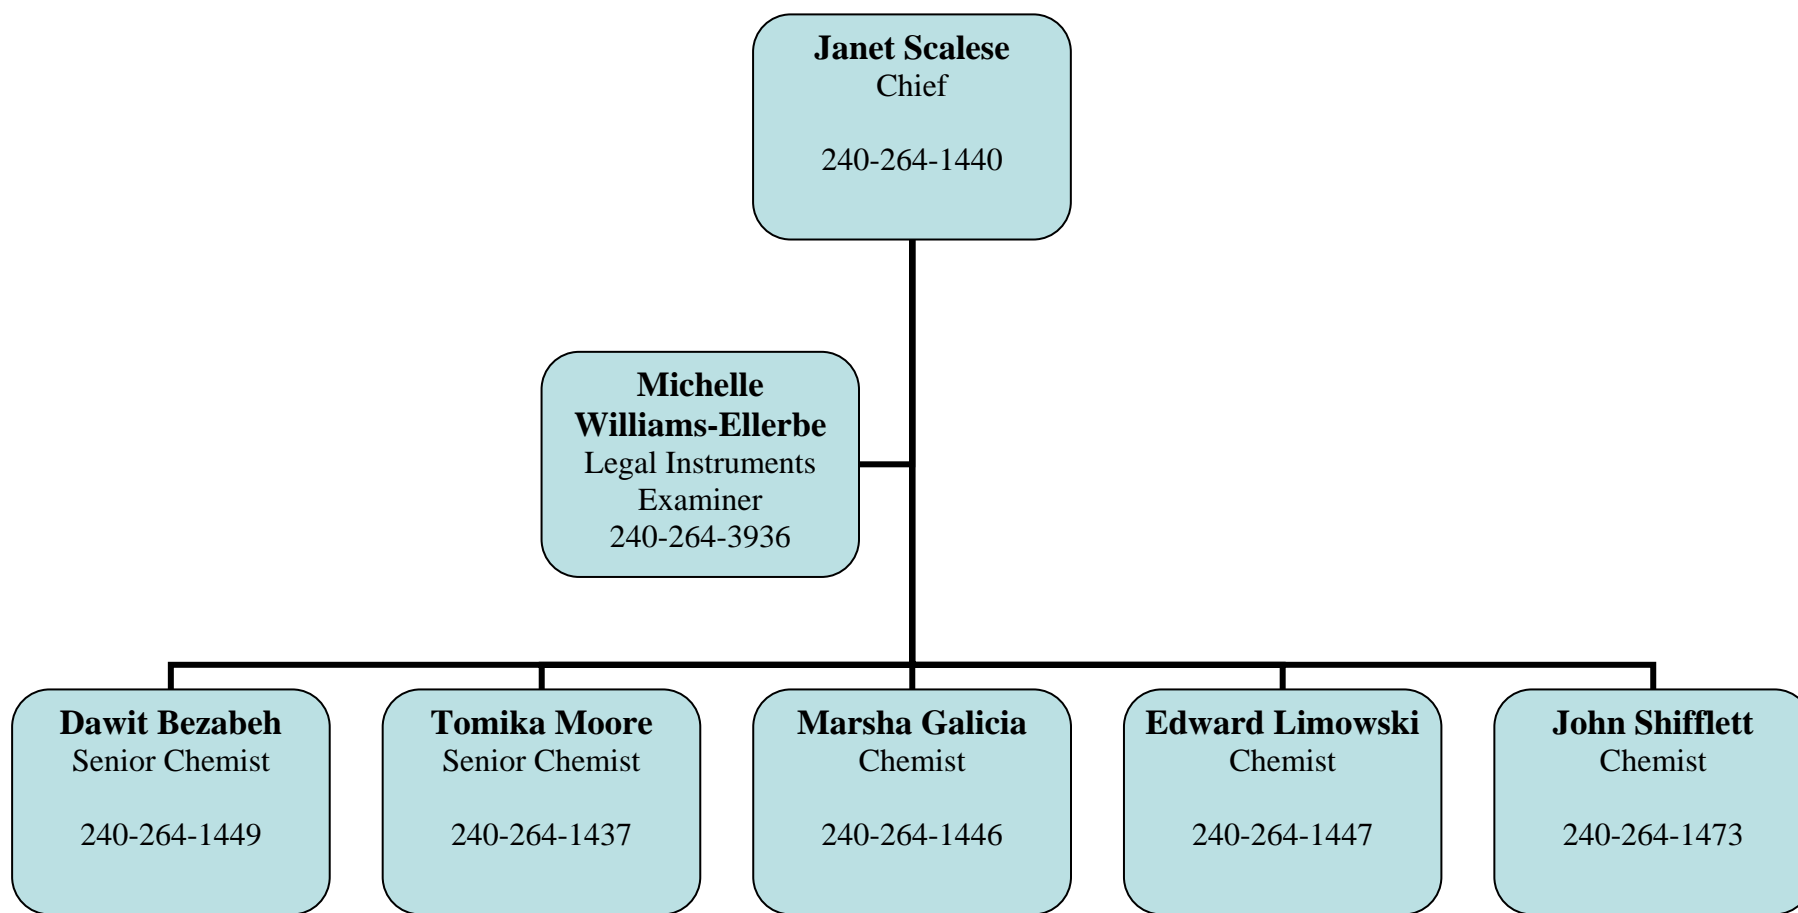 Janet Scalese
Chief
240-264-1440
Michelle
Williams-Ellerbe
Legal Instruments
Examiner
240-264-3936
Dawit Bezabeh
Senior Chemist
240-264-1449
Tomika Moore
Senior Chemist
240-264-1437
Marsha Galicia
Chemist
240-264-1446
Edward Limowski
Chemist
240-264-1447
John Shifflett
Chemist
240-264-1473